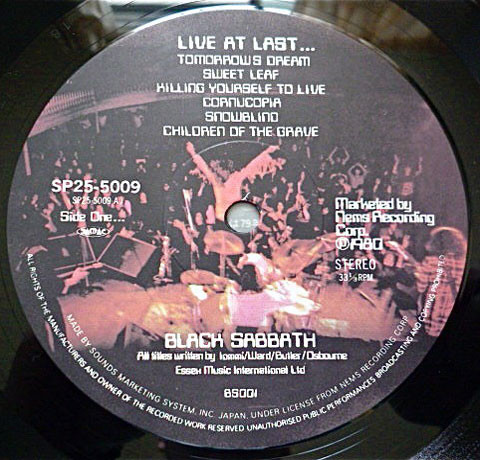 LIVE AT LAST...
TOMORROWS DREAM
SWEET LEAF
KILLING YOURSELF TO LIVE
CORNUCOPIA
SNOWBLIND
CHILDREN OF THE GRAVE
SP25-5009
SP25-5009 A
Side One...
Marketed by
Nems Recording
Corp.
℗1980
STEREO
33⅓ RPM
BLACK SABBATH
All titles written by Iommi/Ward/Butler/Osbourne
Essex Music International Ltd
BS001
MADE BY SOUNDS MARKETING SYSTEM, INC. JAPAN, UNDER LICENSE FROM NEMS RECORDING CORP.
ALL RIGHTS OF THE MANUFACTURERS AND OWNER OF THE RECORDED WORK RESERVED UNAUTHORISED PUBLIC PERFORMANCES BROADCASTING AND COPYING PROHIBITED